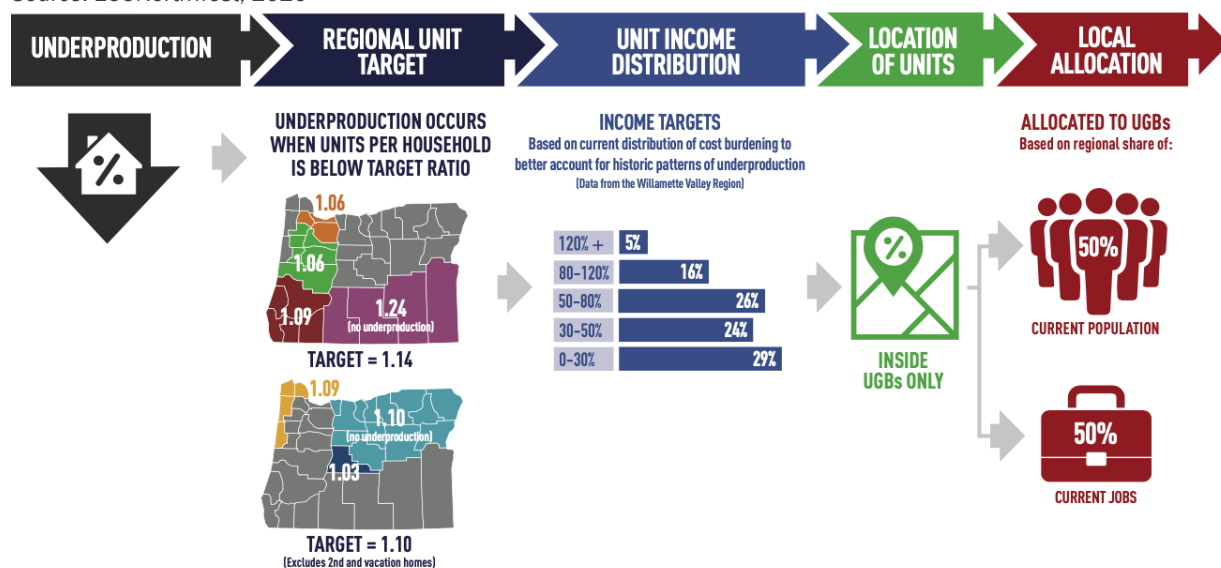 UNDERPRODUCTION
REGIONAL UNIT
TARGET
UNIT INCOME
DISTRIBUTION
LOCATION
OF UNITS
LOCAL
ALLOCATION
%
UNDERPRODUCTION OCCURS
WHEN UNITS PER HOUSEHOLD
IS BELOW TARGET RATIO
1.06
1.06
1.09
1.24
(no underproduction)
TARGET = 1.14
1.09
1.10
(no underproduction)
1.03
TARGET = 1.10
(Excludes 2nd and vacation homes)
INCOME TARGETS
Based on current distribution of cost burdening to
better account for historic patterns of underproduction
(Data from the Willamette Valley Region)
120% + 5%
80-120% 16%
50-80% 26%
30-50% 24%
0-30% 29%
%
INSIDE
UGBs ONLY
ALLOCATED TO UGBs
Based on regional share of:
50%
CURRENT POPULATION
50%
CURRENT JOBS